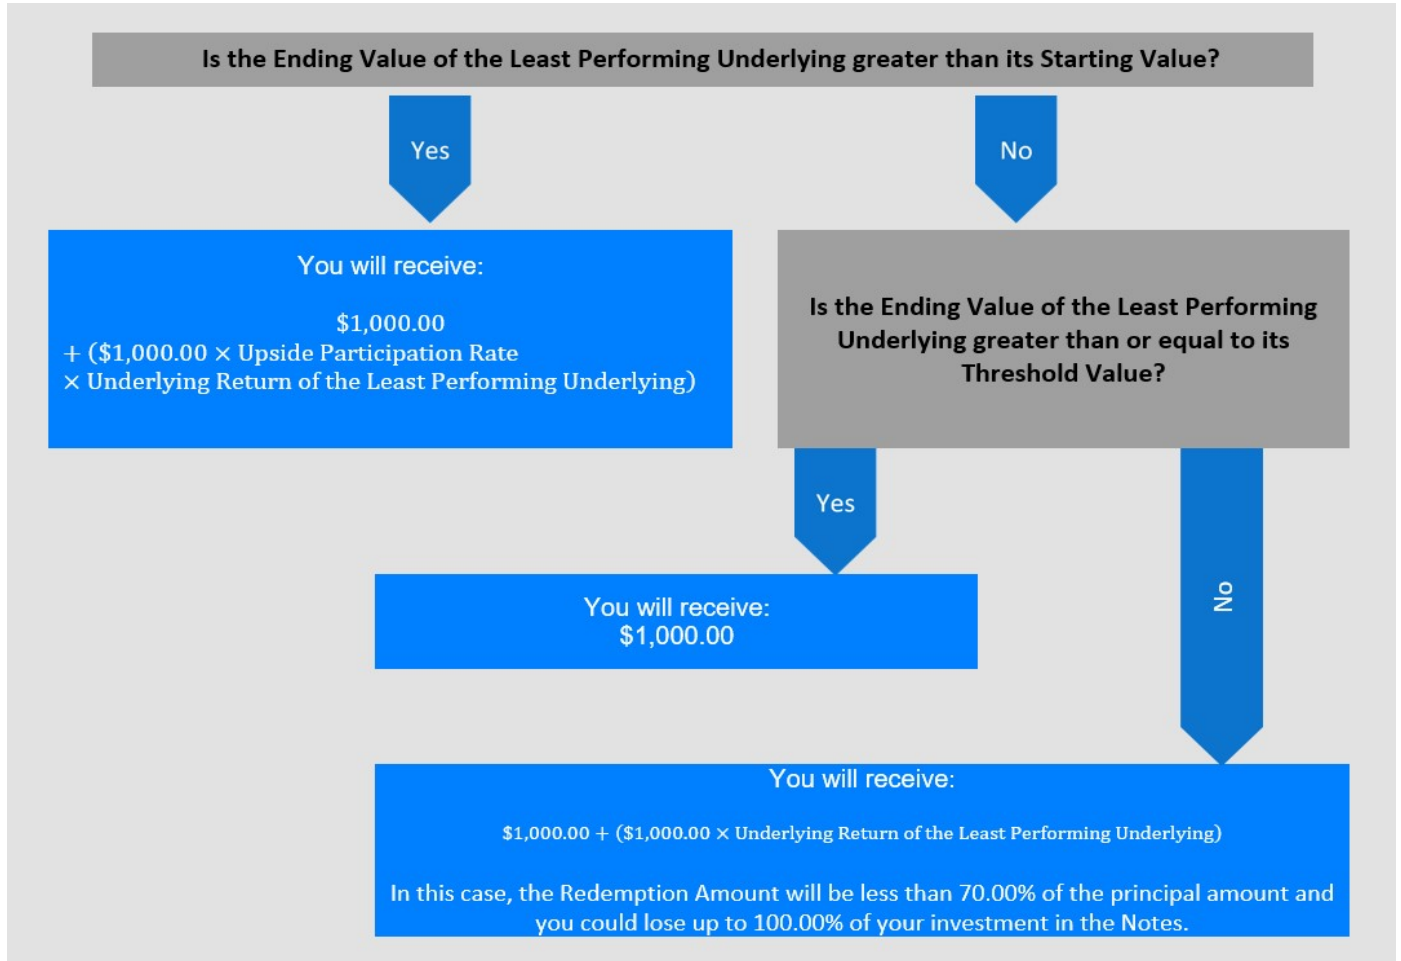 Is the Ending Value of the Least Performing Underlying greater than its Starting Value?
Yes
No
You will receive:
$1,000.00
+ ($1,000.00 × Upside Participation Rate
× Underlying Return of the Least Performing Underlying)
Is the Ending Value of the Least Performing
Underlying greater than or equal to its
Threshold Value?
Yes
No
You will receive:
$1,000.00
You will receive:
$1,000.00 + ($1,000.00 × Underlying Return of the Least Performing Underlying)
In this case, the Redemption Amount will be less than 70.00% of the principal amount and
you could lose up to 100.00% of your investment in the Notes.